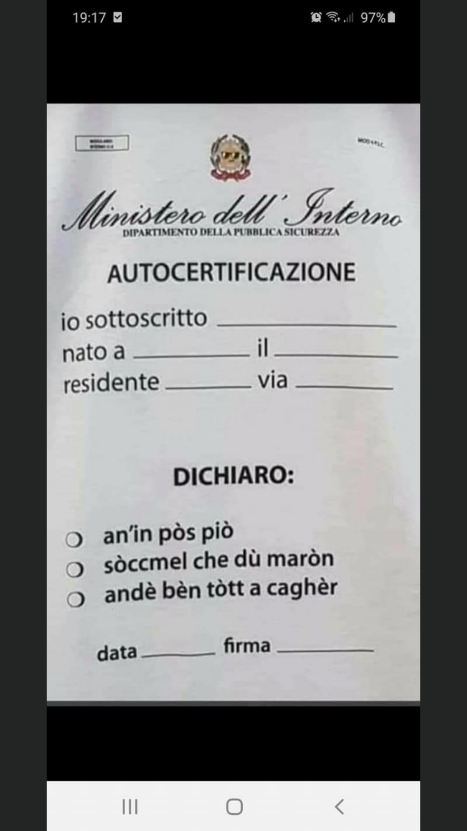 19:17
97%
Ministero dell' Interno
DIPARTIMENTO DELLA PUBBLICA SICUREZZA
AUTOCERTIFICAZIONE
io sottoscritto
nato a il
residente via
DICHIARO:
an'in pòs piò
sòccmel che dù maròn
andè bèn tòtt a caghèr
data firma